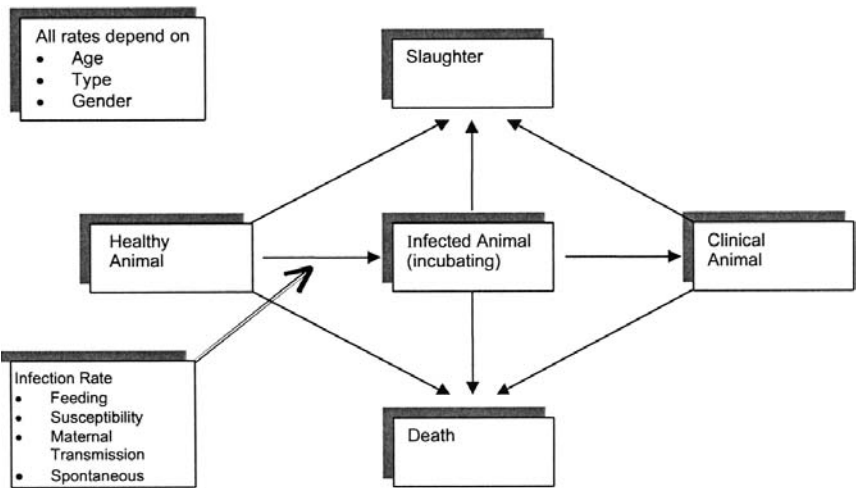 All rates depend on
• Age
• Type
• Gender
Slaughter
Healthy
Animal
Infected Animal
(incubating)
Clinical
Animal
Infection Rate
• Feeding
• Susceptibility
• Maternal
Transmission
• Spontaneous
Death